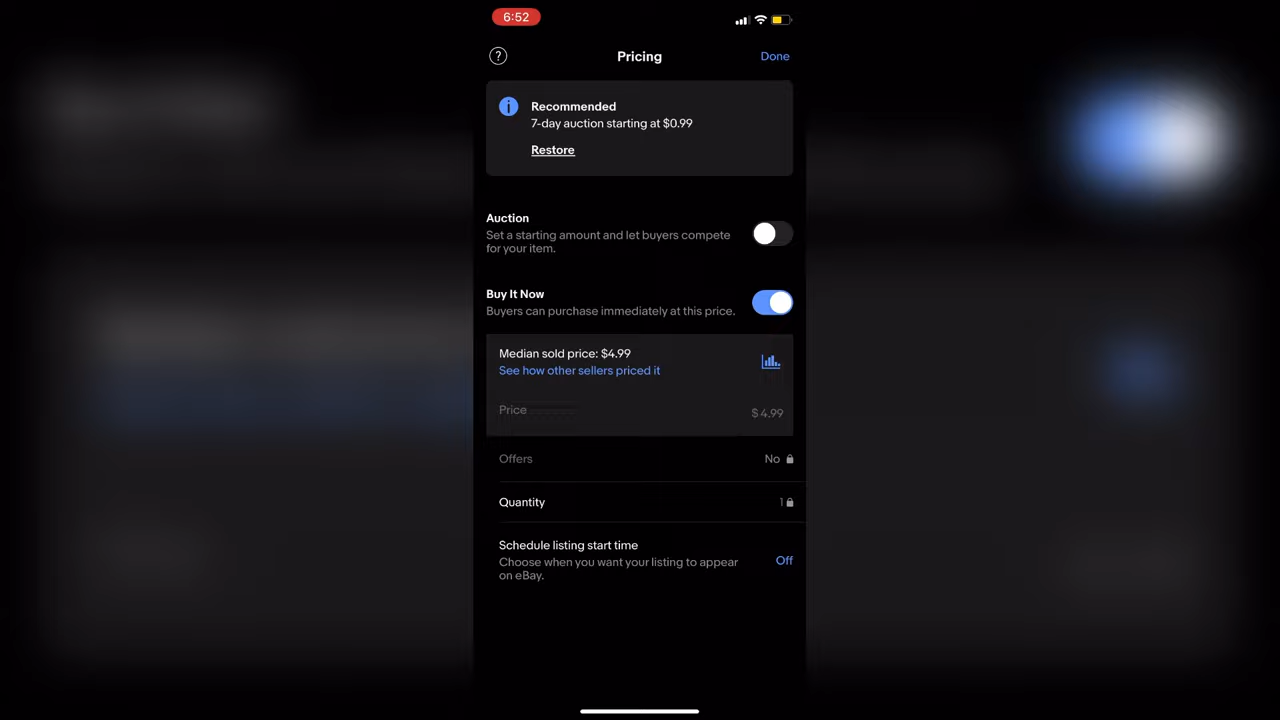 6:52
?
Pricing
Done
Recommended
7-day auction starting at $0.99
Restore
Auction
Set a starting amount and let buyers compete
for your item.
Buy It Now
Buyers can purchase immediately at this price.
Median sold price: $4.99
See how other sellers priced it
Price
$ 4.99
Offers
No
Quantity
1
Schedule listing start time
Choose when you want your listing to appear
on eBay.
Off